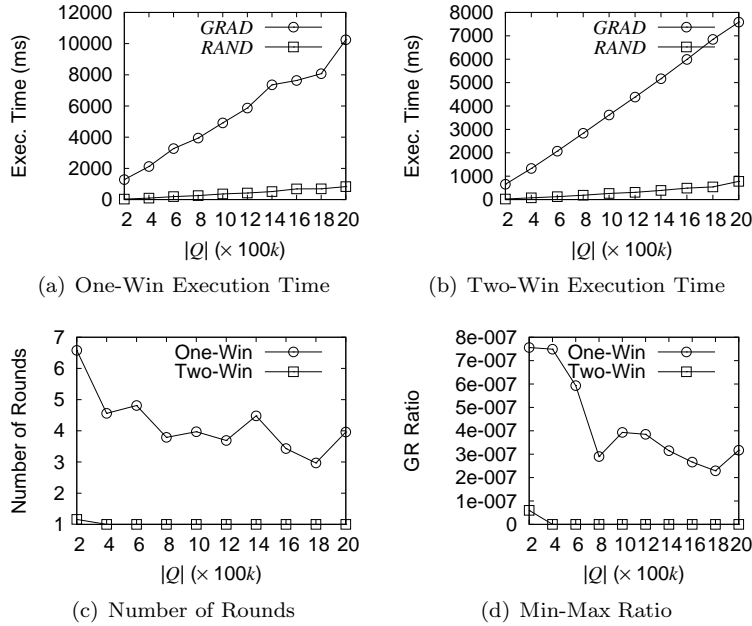 12000
10000
8000
6000
4000
2000
0
Exec. Time (ms)
GRAD
RAND
2 4 6 8 10 12 14 16 18 20
|Q| (× 100k)
(a) One-Win Execution Time
8000
7000
6000
5000
4000
3000
2000
1000
0
Exec. Time (ms)
GRAD
RAND
2 4 6 8 10 12 14 16 18 20
|Q| (× 100k)
(b) Two-Win Execution Time
7
6
5
4
3
2
1
Number of Rounds
One-Win
Two-Win
2 4 6 8 10 12 14 16 18 20
|Q| (× 100k)
(c) Number of Rounds
8e-007
7e-007
6e-007
5e-007
4e-007
3e-007
2e-007
1e-007
0
GR Ratio
One-Win
Two-Win
2 4 6 8 10 12 14 16 18 20
|Q| (× 100k)
(d) Min-Max Ratio